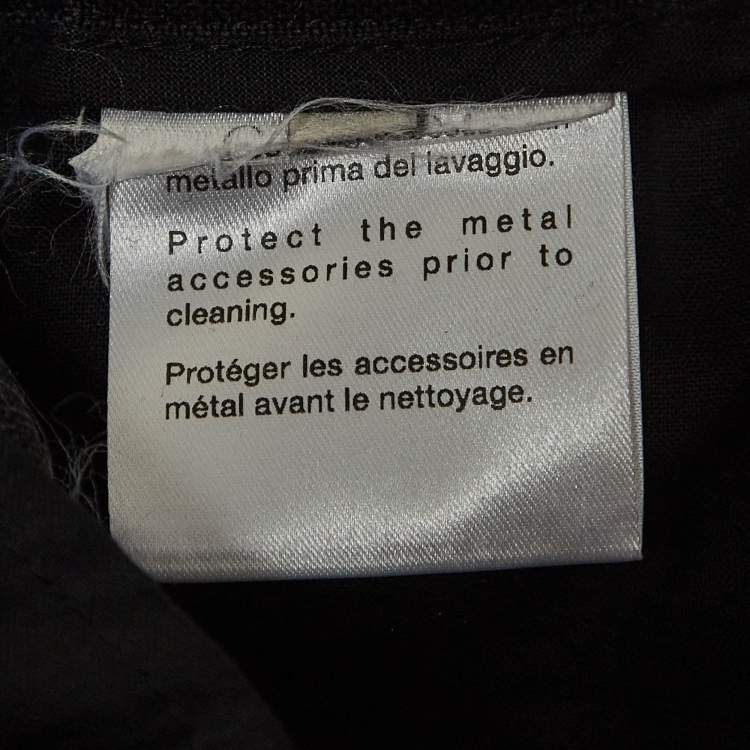 metallo prima del lavaggio.
Protect the metal
accessories prior to
cleaning.
Protéger les accessoires en
métal avant le nettoyage.